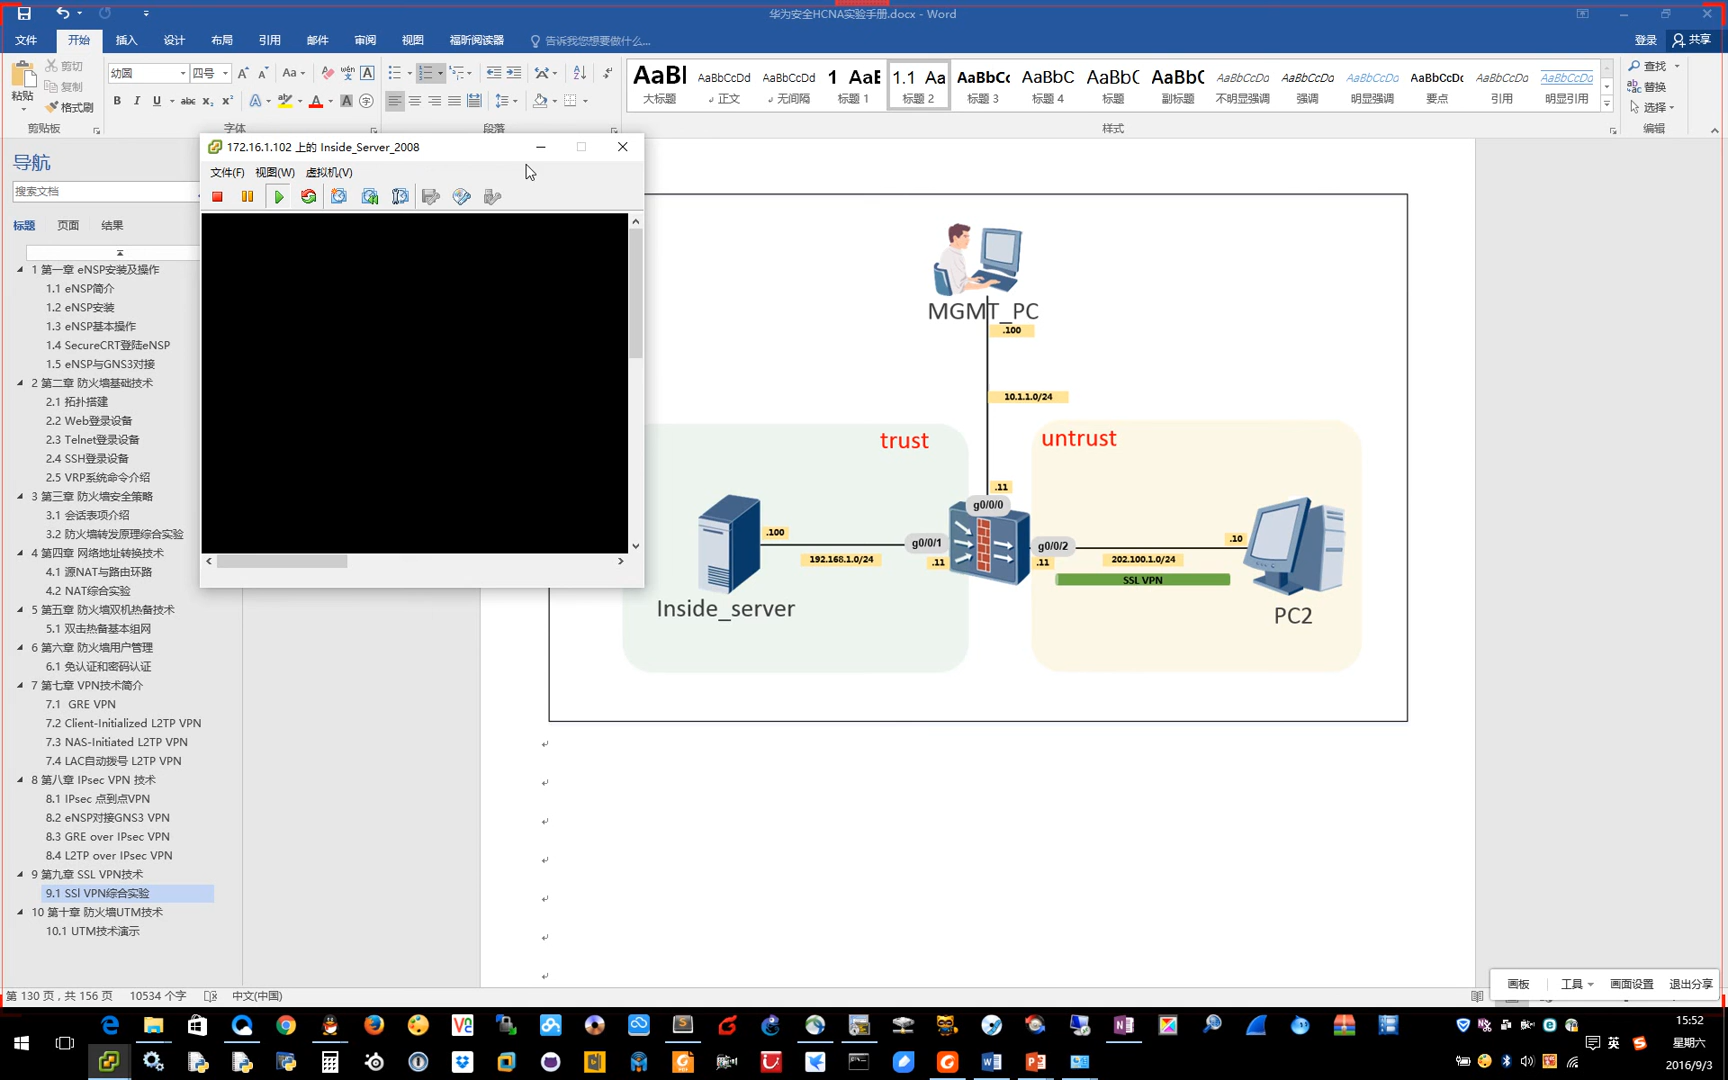 华为安全HCNA实验手册.docx - Word
文件 开始 插入 设计 布局 引用 邮件 审阅 视图 福昕阅读器 告诉我您想要做什么... 登录 共享
粘贴 剪切 复制 格式刷 剪贴板
幼圆 四号 字体 段落
AaBl AaBbCcDd AaBbCcDd 1 AaE 1.1 Aa AaBbCc AaBbC AaBbC AaBbC AaBbCcDd AaBbCcDd AaBbCcDd AaBbCcDc AaBbCcDd AaBbCcDd
大标题 正文 无间隔 标题 1 标题 2 标题 3 标题 4 标题 副标题 不明显强调 强调 明显强调 要点 引用 明显引用
样式
查找
替换
选择
编辑
172.16.1.102 上的 Inside_Server_2008
文件(F) 视图(W) 虚拟机(V)
导航
搜索文档
标题 页面 结果
1 第一章 eNSP安装及操作
1.1 eNSP简介
1.2 eNSP安装
1.3 eNSP基本操作
1.4 SecureCRT登陆eNSP
1.5 eNSP与GNS3对接
2 第二章 防火墙基础技术
2.1 拓扑搭建
2.2 Web登录设备
2.3 Telnet登录设备
2.4 SSH登录设备
2.5 VRP系统命令介绍
3 第三章 防火墙安全策略
3.1 会话表项介绍
3.2 防火墙转发原理综合实验
4 第四章 网络地址转换技术
4.1 源NAT与路由环路
4.2 NAT综合实验
5 第五章 防火墙双机热备技术
5.1 双击热备基本组网
6 第六章 防火墙用户管理
6.1 免认证和密码认证
7 第七章 VPN技术简介
7.1 GRE VPN
7.2 Client-Initialized L2TP VPN
7.3 NAS-Initiated L2TP VPN
7.4 LAC自动拨号 L2TP VPN
8 第八章 IPsec VPN 技术
8.1 IPsec 点到点VPN
8.2 eNSP对接GNS3 VPN
8.3 GRE over IPsec VPN
8.4 L2TP over IPsec VPN
9 第九章 SSL VPN技术
9.1 SSl VPN综合实验
10 第十章 防火墙UTM技术
10.1 UTM技术演示
MGMT_PC
.100
10.1.1.0/24
trust
untrust
.11
g0/0/0
.100
g0/0/1
g0/0/2
.10
192.168.1.0/24
.11
.11
202.100.1.0/24
SSL VPN
Inside_server
PC2
画板 工具 画面设置 退出分享
第 130 页，共 156 页 10534 个字 中文(中国)
15:52
英
星期六
2016/9/3